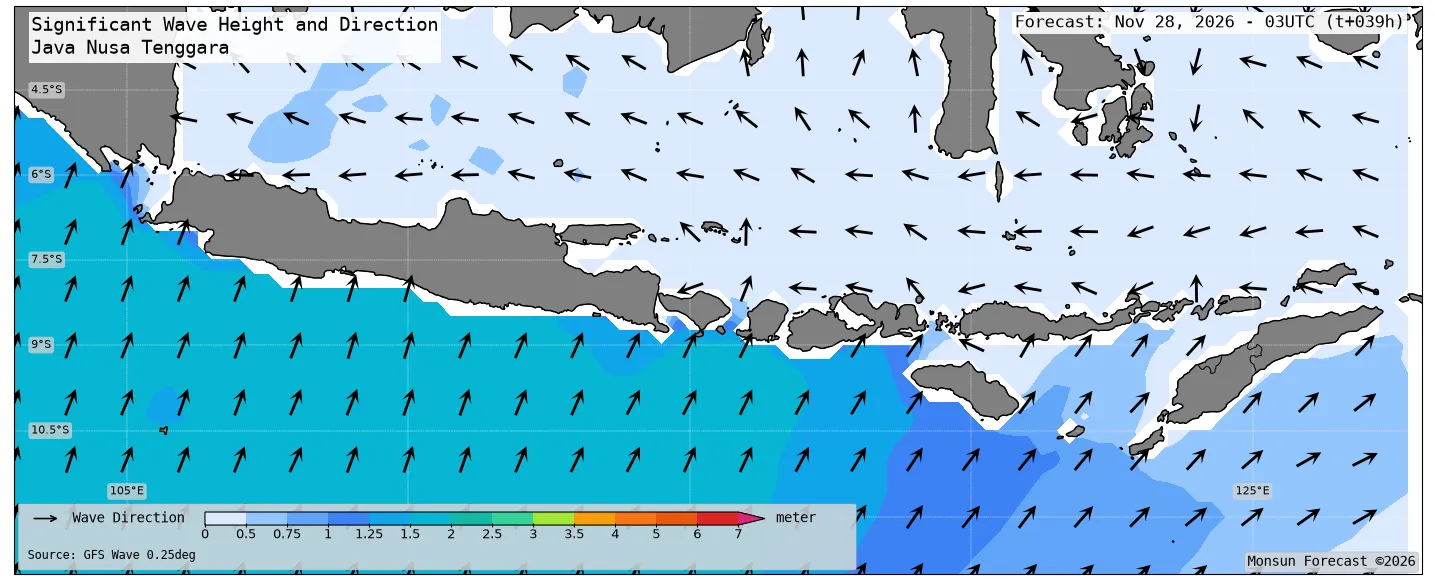 Significant Wave Height and Direction
Java Nusa Tenggara
Forecast: Nov 28, 2026 - 03UTC (t+039h)
4.5°S
6°S
7.5°S
9°S
10.5°S
105°E
125°E
Wave Direction
0 0.5 0.75 1 1.25 1.5 2 2.5 3 3.5 4 5 6 7
meter
Source: GFS Wave 0.25deg
Monsun Forecast ©2026